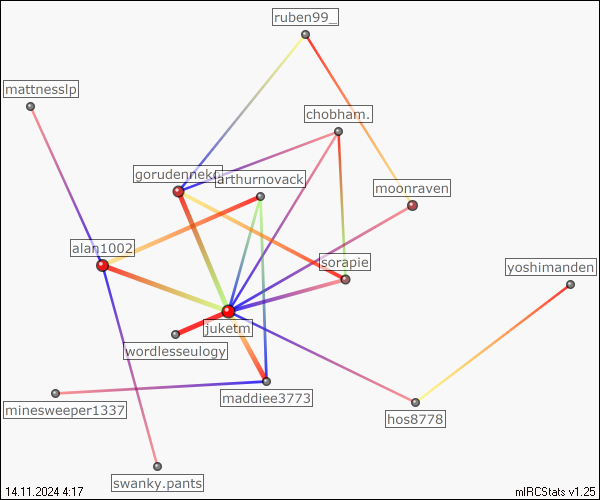 ruben99_
mattnesslp
chobham.
gorudenneko
arthurnovack
moonraven
alan1002
sorapie
yoshimanden
juketm
wordlesseulogy
maddiee3773
minesweeper1337
hos8778
swanky.pants
14.11.2024 4:17
mIRCStats v1.25